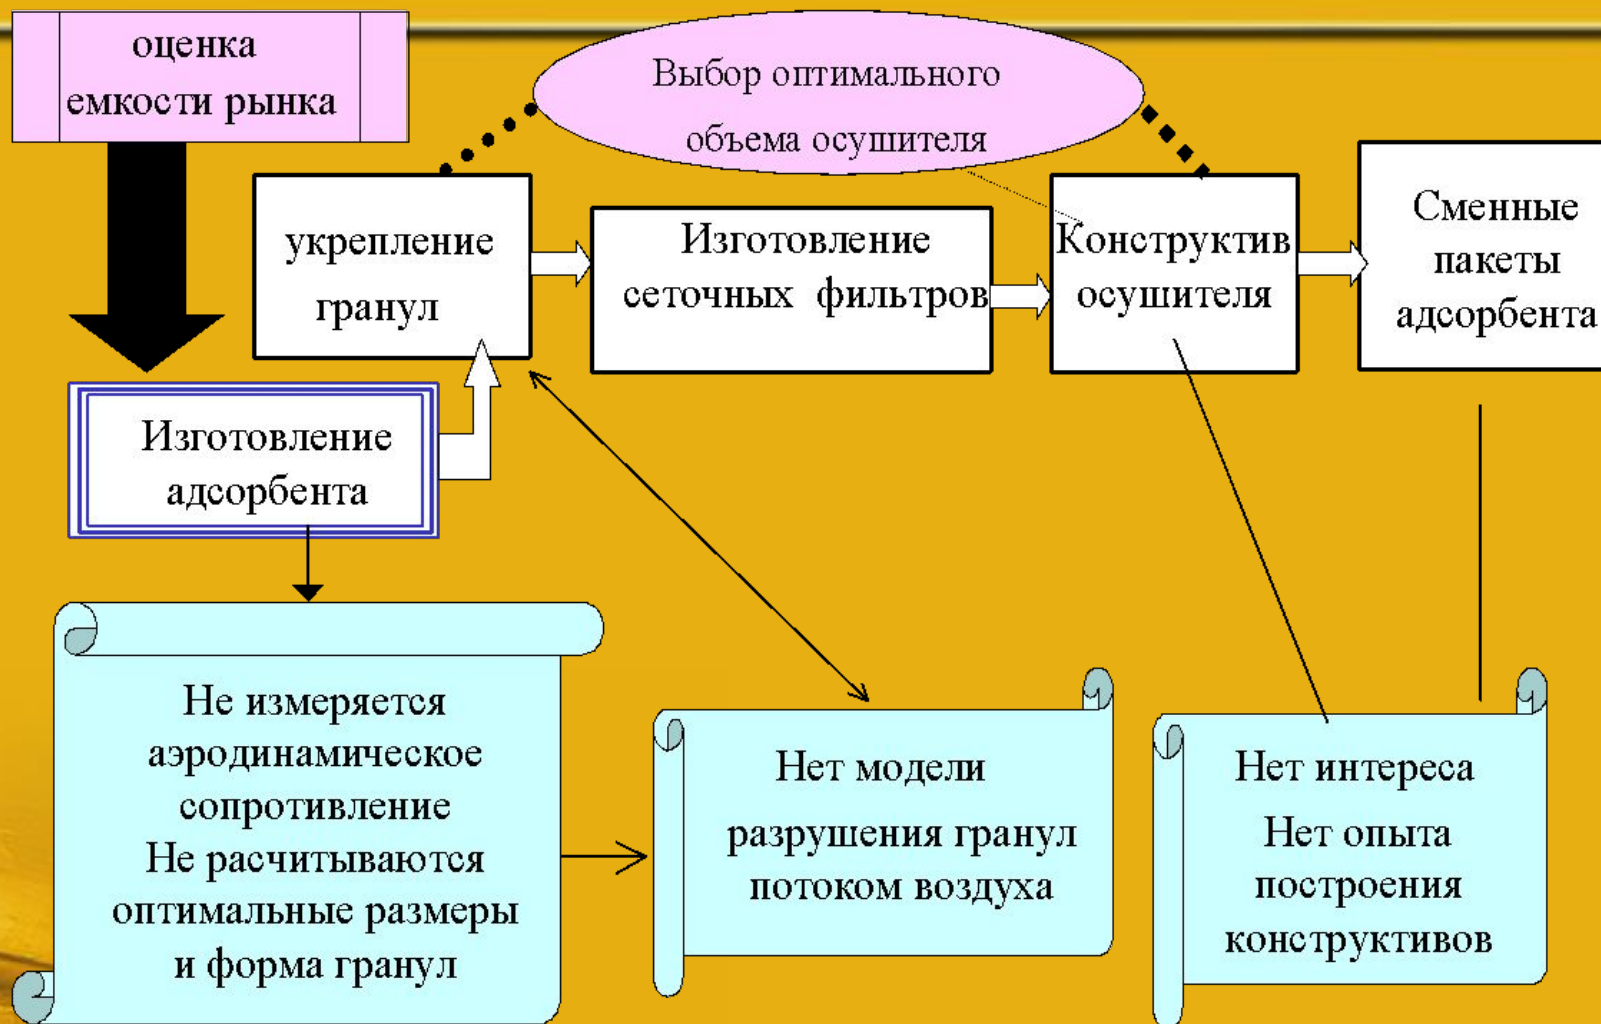 оценка
емкости рынка
Выбор оптимального
объема осушителя
укрепление
гранул
Изготовление
сеточных фильтров
Конструктив
осушителя
Сменные
пакеты
адсорбента
Изготовление
адсорбента
Не измеряется
аэродинамическое
сопротивление
Не расчитываются
оптимальные размеры
и форма гранул
Нет модели
разрушения гранул
потоком воздуха
Нет интереса
Нет опыта
построения
конструктивов